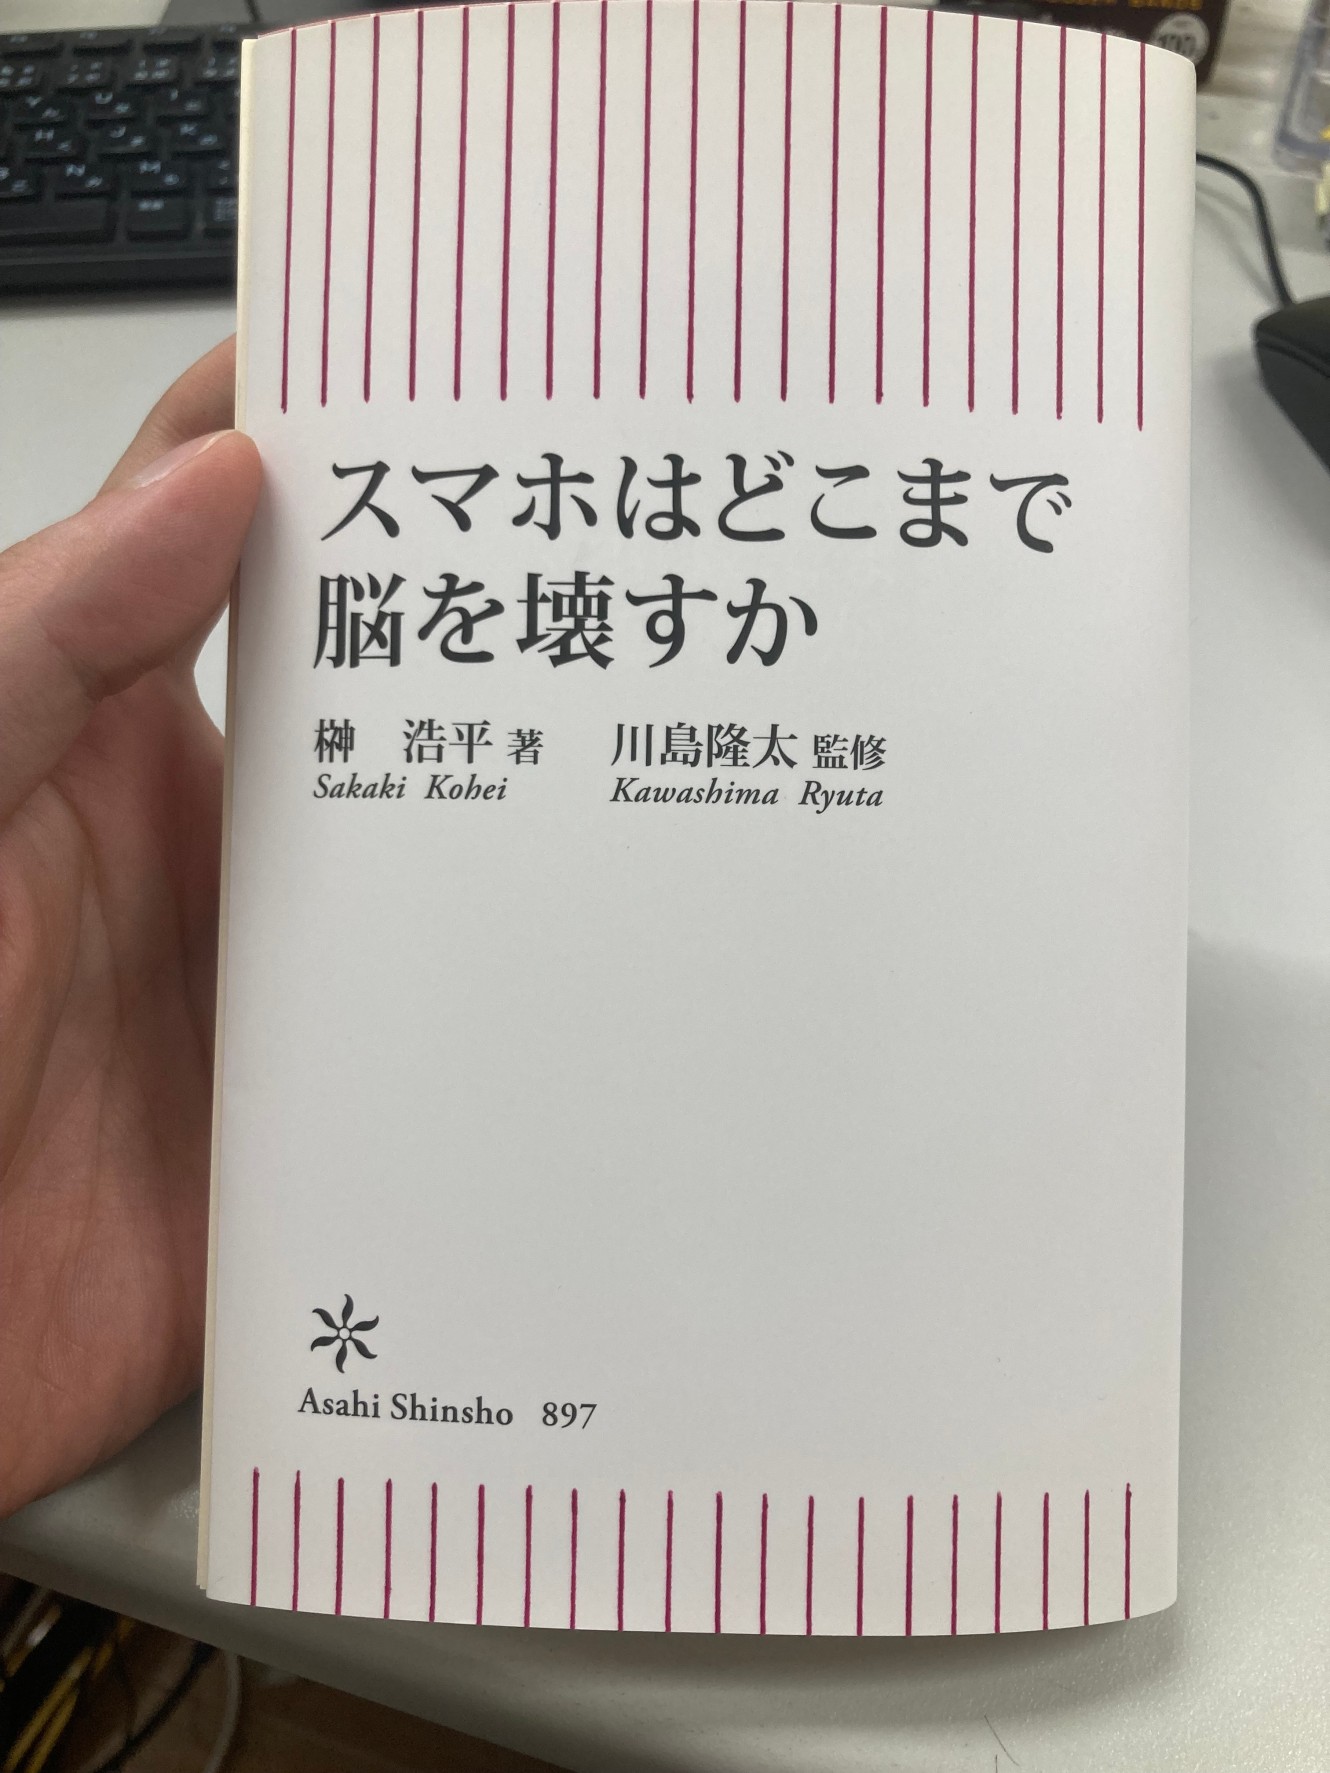 スマホはどこまで
脳を壊すか
榊 浩平 著 川島隆太 監修
Sakaki Kohei Kawashima Ryuta
Asahi Shinsho 897